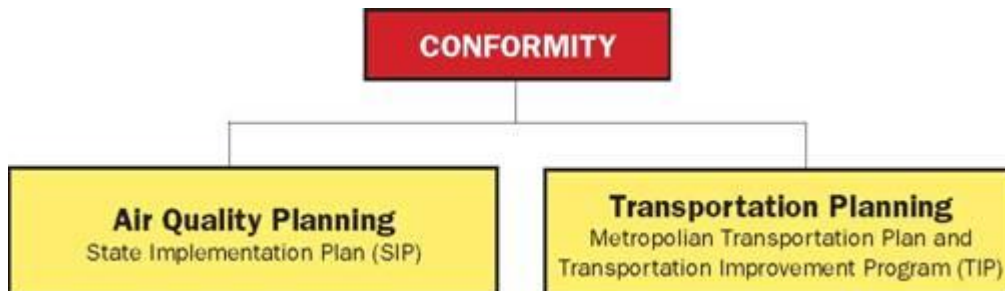 CONFORMITY
Air Quality Planning
State Implementation Plan (SIP)
Transportation Planning
Metropolian Transportation Plan and
Transportation Improvement Program (TIP)